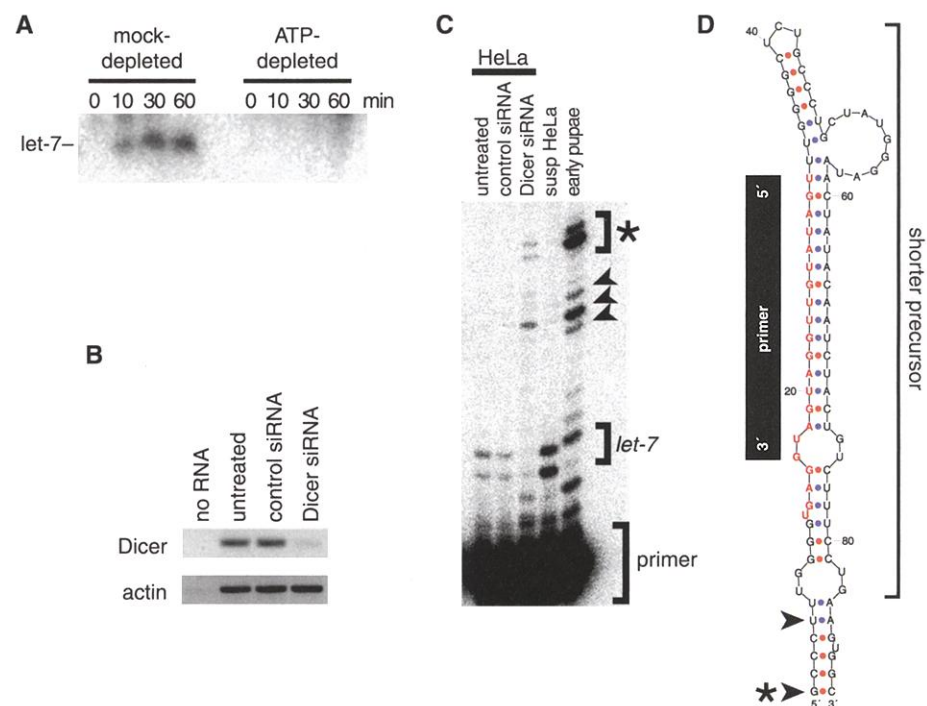 A
mock-
depleted
ATP-
depleted
0 10 30 60 0 10 30 60 min
let-7–
B
no RNA
untreated
control siRNA
Dicer siRNA
Dicer
actin
C
HeLa
untreated
control siRNA
Dicer siRNA
susp HeLa
early pupae
*
let-7
primer
D
40
60
20
80
5´
primer
3´
shorter precursor
*
5´ 3´